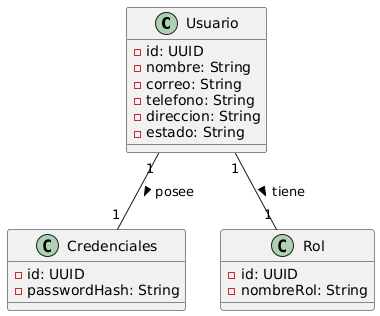 C Usuario
id: UUID
nombre: String
correo: String
telefono: String
direccion: String
estado: String
1 1
posee tiene
1 1
C Credenciales C Rol
id: UUID id: UUID
passwordHash: String nombreRol: String